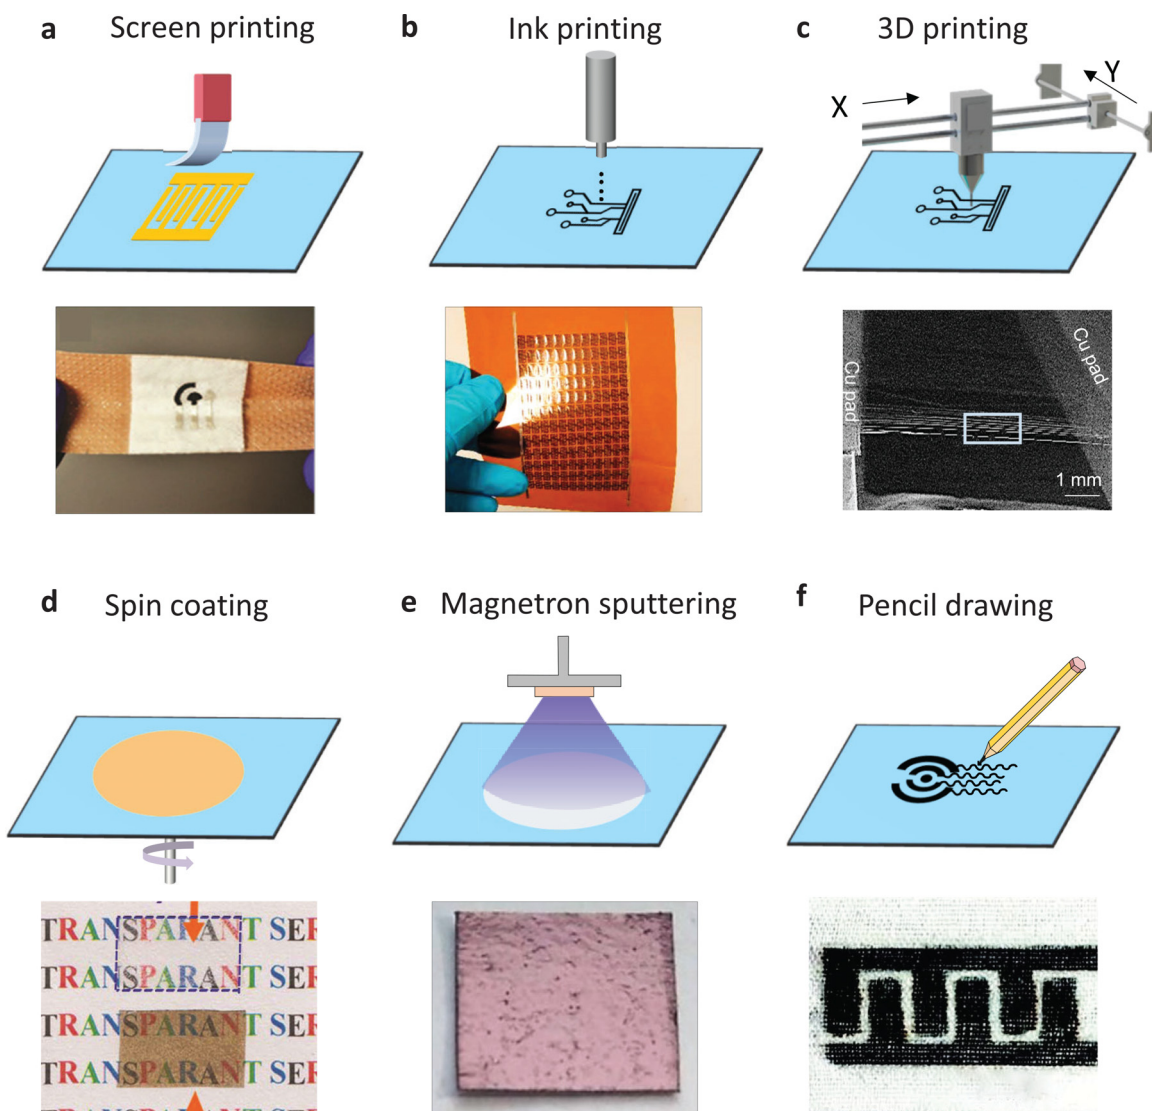 a Screen printing
b Ink printing
c 3D printing
X
Y
Cu pad
Cu pad
1 mm
d Spin coating
e Magnetron sputtering
f Pencil drawing
TRANSPARANT SER
TRANSPARANT SER
TRANSPARANT SER
TRANSPARANT SER